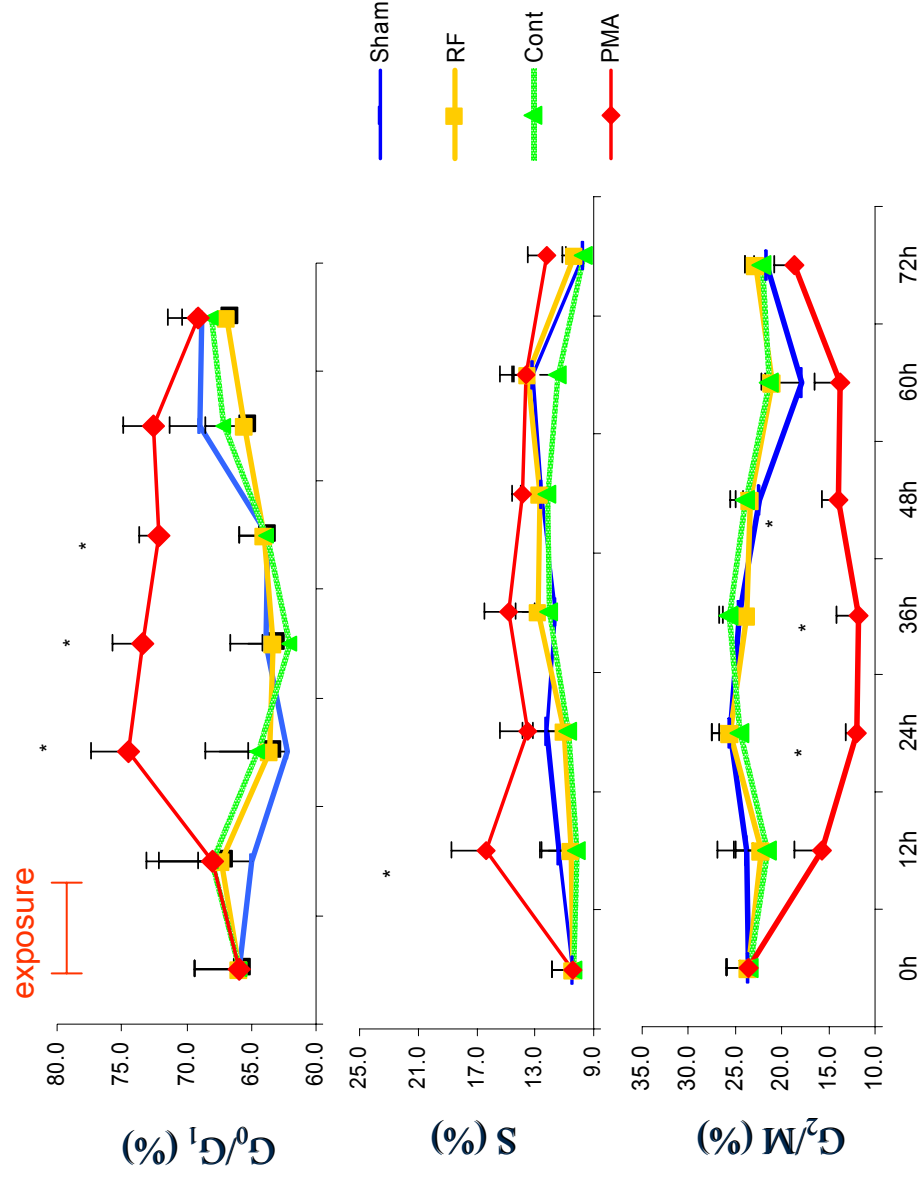 exposure
80.0
75.0
70.0
65.0
60.0
G0/G1 (%)
*
*
*
25.0
21.0
17.0
13.0
9.0
S (%)
*
35.0
30.0
25.0
20.0
15.0
10.0
G2/M (%)
*
*
*
0h
12h
24h
36h
48h
60h
72h
Sham
RF
Cont
PMA